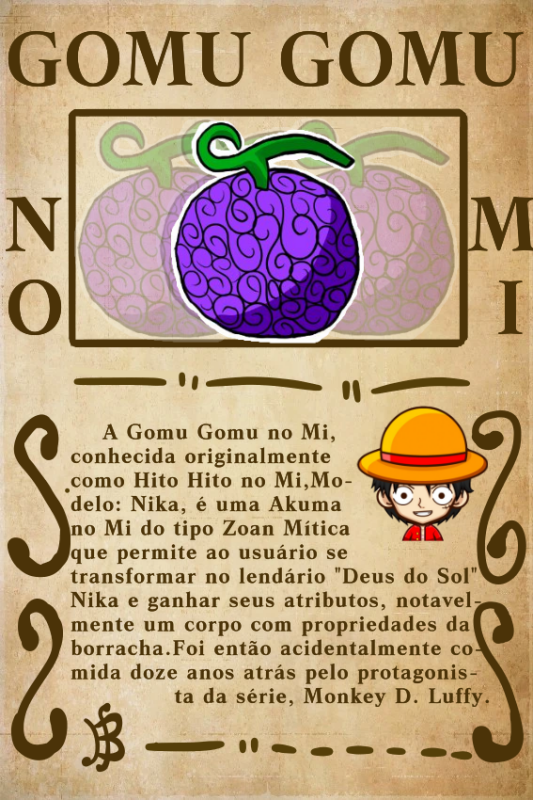 GOMU GOMU
NO
MI
A Gomu Gomu no Mi,
conhecida originalmente
como Hito Hito no Mi,Mo-
delo: Nika, é uma Akuma
no Mi do tipo Zoan Mítica
que permite ao usuário se
transformar no lendário "Deus do Sol"
Nika e ganhar seus atributos, notavel-
mente um corpo com propriedades da
borracha.Foi então acidentalmente co-
mida doze anos atrás pelo protagonis-
ta da série, Monkey D. Luffy.